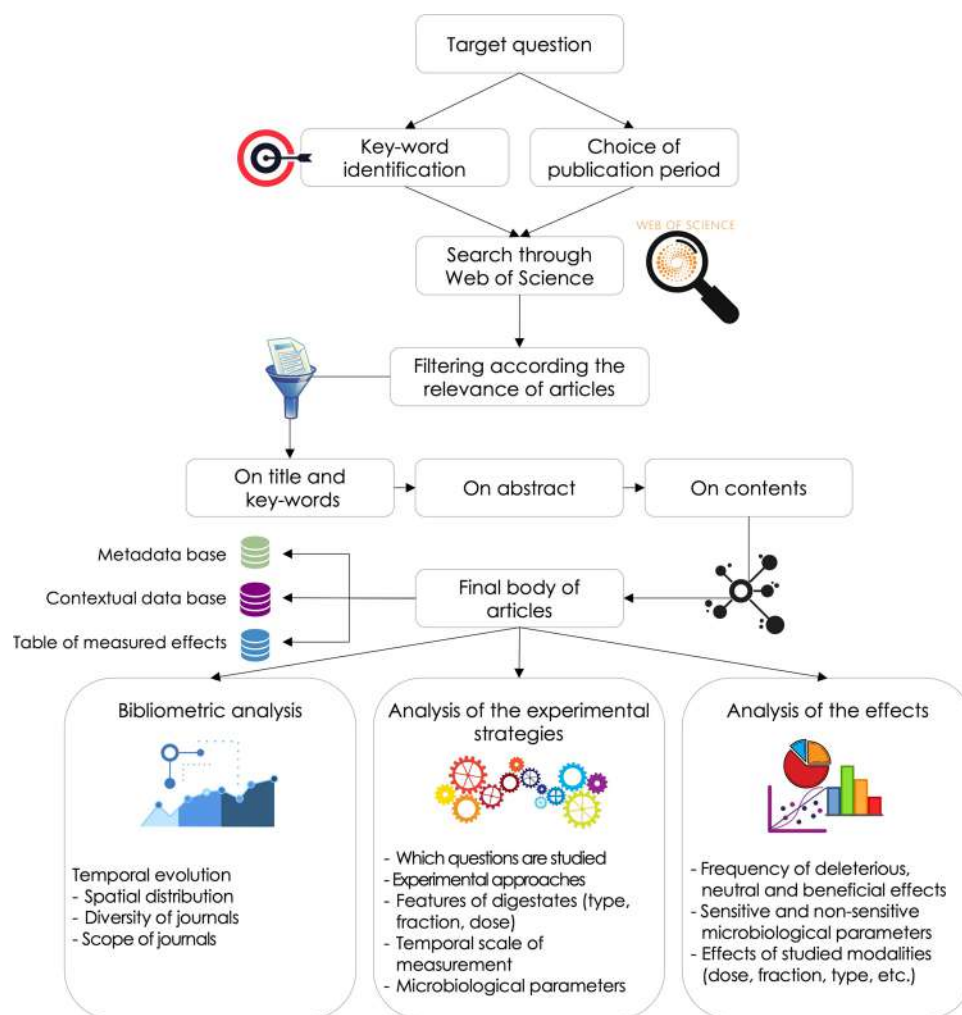 Target question
Key-word
identification
Choice of
publication period
WEB OF SCIENCE
Search through
Web of Science
Filtering according the
relevance of articles
On title and
key-words
On abstract
On contents
Metadata base
Contextual data base
Table of measured effects
Final body of
articles
Bibliometric analysis
Temporal evolution
- Spatial distribution
- Diversity of journals
- Scope of journals
Analysis of the experimental
strategies
- Which questions are studied
- Experimental approaches
- Features of digestates (type,
fraction, dose)
- Temporal scale of
measurement
- Microbiological parameters
Analysis of the effects
- Frequency of deleterious,
neutral and beneficial effects
- Sensitive and non-sensitive
microbiological parameters
- Effects of studied modalities
(dose, fraction, type, etc.)